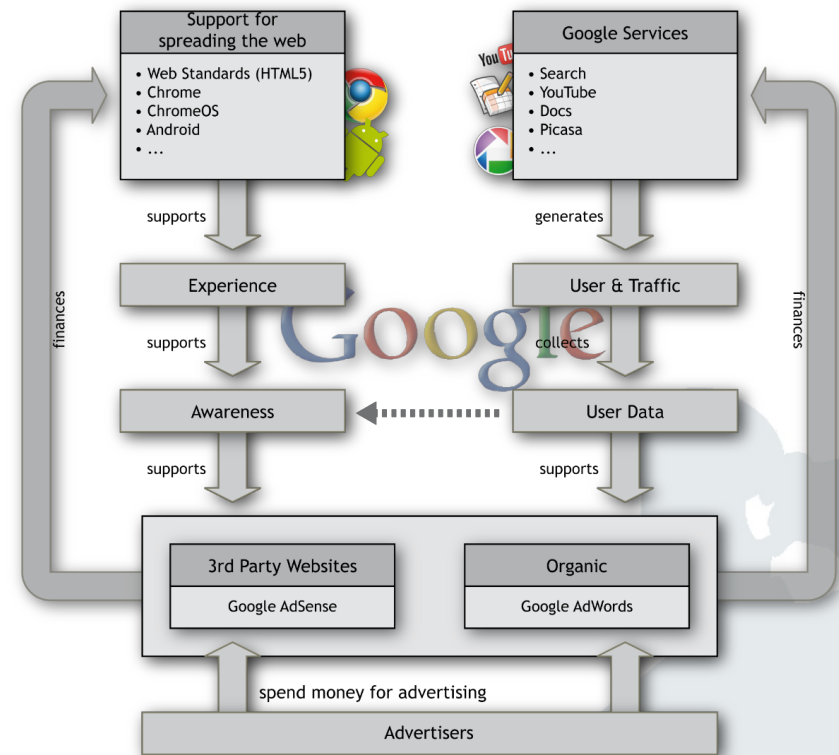 Support for
spreading the web
• Web Standards (HTML5)
• Chrome
• ChromeOS
• Android
• ...
Google Services
• Search
• YouTube
• Docs
• Picasa
• ...
You Tu
supports
generates
Experience
User & Traffic
Google
finances
finances
supports
collects
Awareness
User Data
supports
supports
3rd Party Websites
Google AdSense
Organic
Google AdWords
spend money for advertising
Advertisers